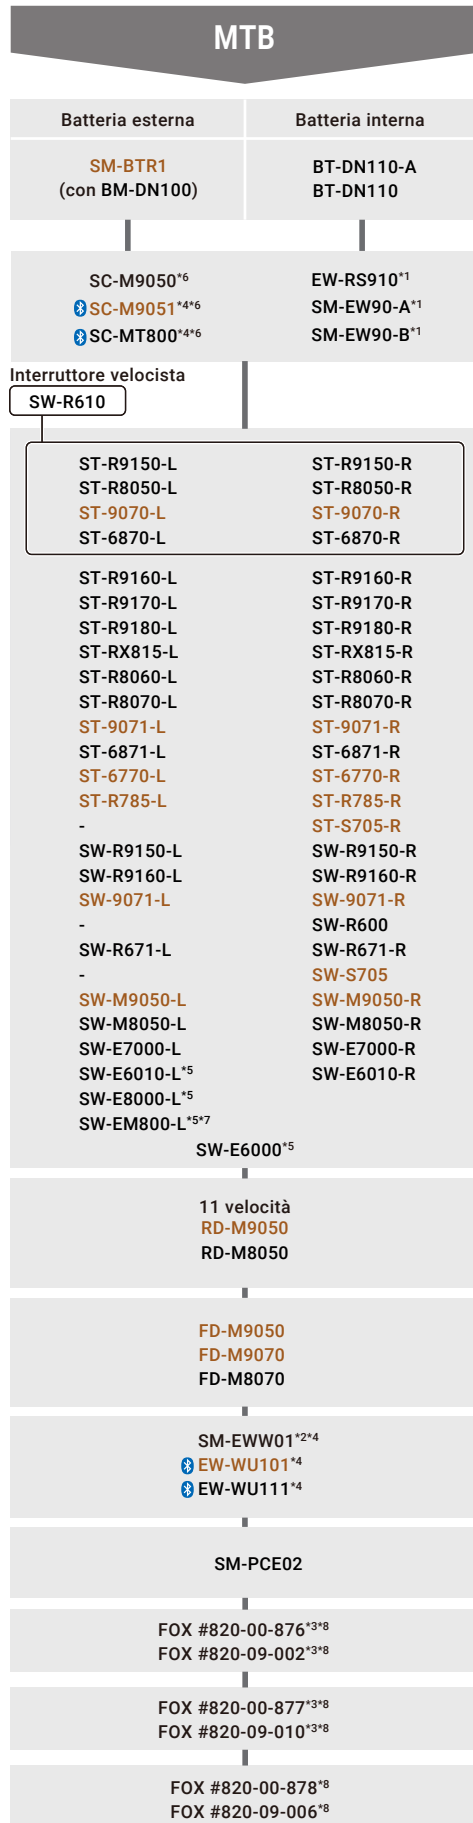 MTB
Batteria esterna Batteria interna
SM-BTR1 BT-DN110-A
(con BM-DN100) BT-DN110
SC-M9050*6 EW-RS910*1
SC-M9051*4*6 SM-EW90-A*1
SC-MT800*4*6 SM-EW90-B*1
Interruttore velocista
SW-R610
ST-R9150-L ST-R9150-R
ST-R8050-L ST-R8050-R
ST-9070-L ST-9070-R
ST-6870-L ST-6870-R
ST-R9160-L ST-R9160-R
ST-R9170-L ST-R9170-R
ST-R9180-L ST-R9180-R
ST-RX815-L ST-RX815-R
ST-R8060-L ST-R8060-R
ST-R8070-L ST-R8070-R
ST-9071-L ST-9071-R
ST-6871-L ST-6871-R
ST-6770-L ST-6770-R
ST-R785-L ST-R785-R
- ST-S705-R
SW-R9150-L SW-R9150-R
SW-R9160-L SW-R9160-R
SW-9071-L SW-9071-R
- SW-R600
SW-R671-L SW-R671-R
- SW-S705
SW-M9050-L SW-M9050-R
SW-M8050-L SW-M8050-R
SW-E7000-L SW-E7000-R
SW-E6010-L*5 SW-E6010-R
SW-E8000-L*5
SW-EM800-L*5*7
SW-E6000*5
11 velocità
RD-M9050
RD-M8050
FD-M9050
FD-M9070
FD-M8070
SM-EWW01*2*4
EW-WU101*4
EW-WU111*4
SM-PCE02
FOX #820-00-876*3*8
FOX #820-09-002*3*8
FOX #820-00-877*3*8
FOX #820-09-010*3*8
FOX #820-00-878*8
FOX #820-09-006*8